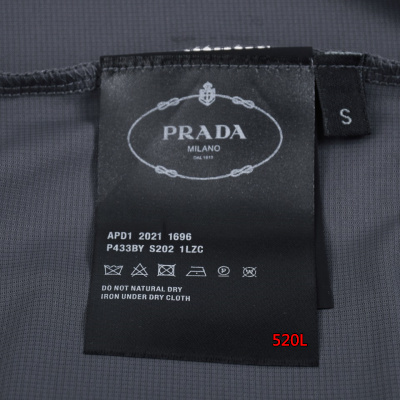 PRADA
MILANO
DAL 1913
S
APD1 2021 1696
P433BY S202 1LZC
DO NOT NATURAL DRY
IRON UNDER DRY CLOTH
520L